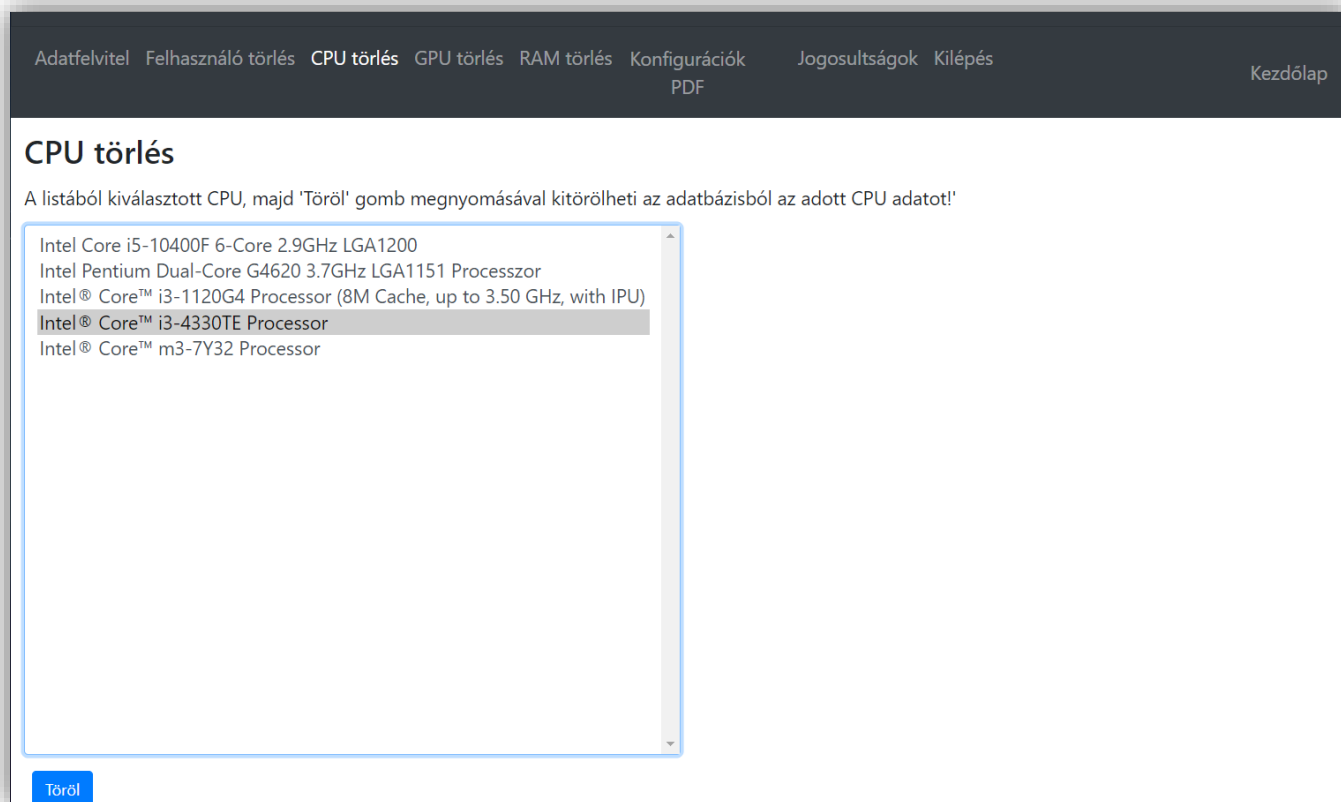 Adatfelvitel Felhasználó törlés CPU törlés GPU törlés RAM törlés Konfigurációk PDF Jogosultságok Kilépés
Kezdőlap
CPU törlés
A listából kiválasztott CPU, majd 'Töröl' gomb megnyomásával kitörölheti az adatbázisból az adott CPU adatot!'
Intel Core i5-10400F 6-Core 2.9GHz LGA1200
Intel Pentium Dual-Core G4620 3.7GHz LGA1151 Processzor
Intel® Core™ i3-1120G4 Processor (8M Cache, up to 3.50 GHz, with IPU)
Intel® Core™ i3-4330TE Processor
Intel® Core™ m3-7Y32 Processor
Töröl